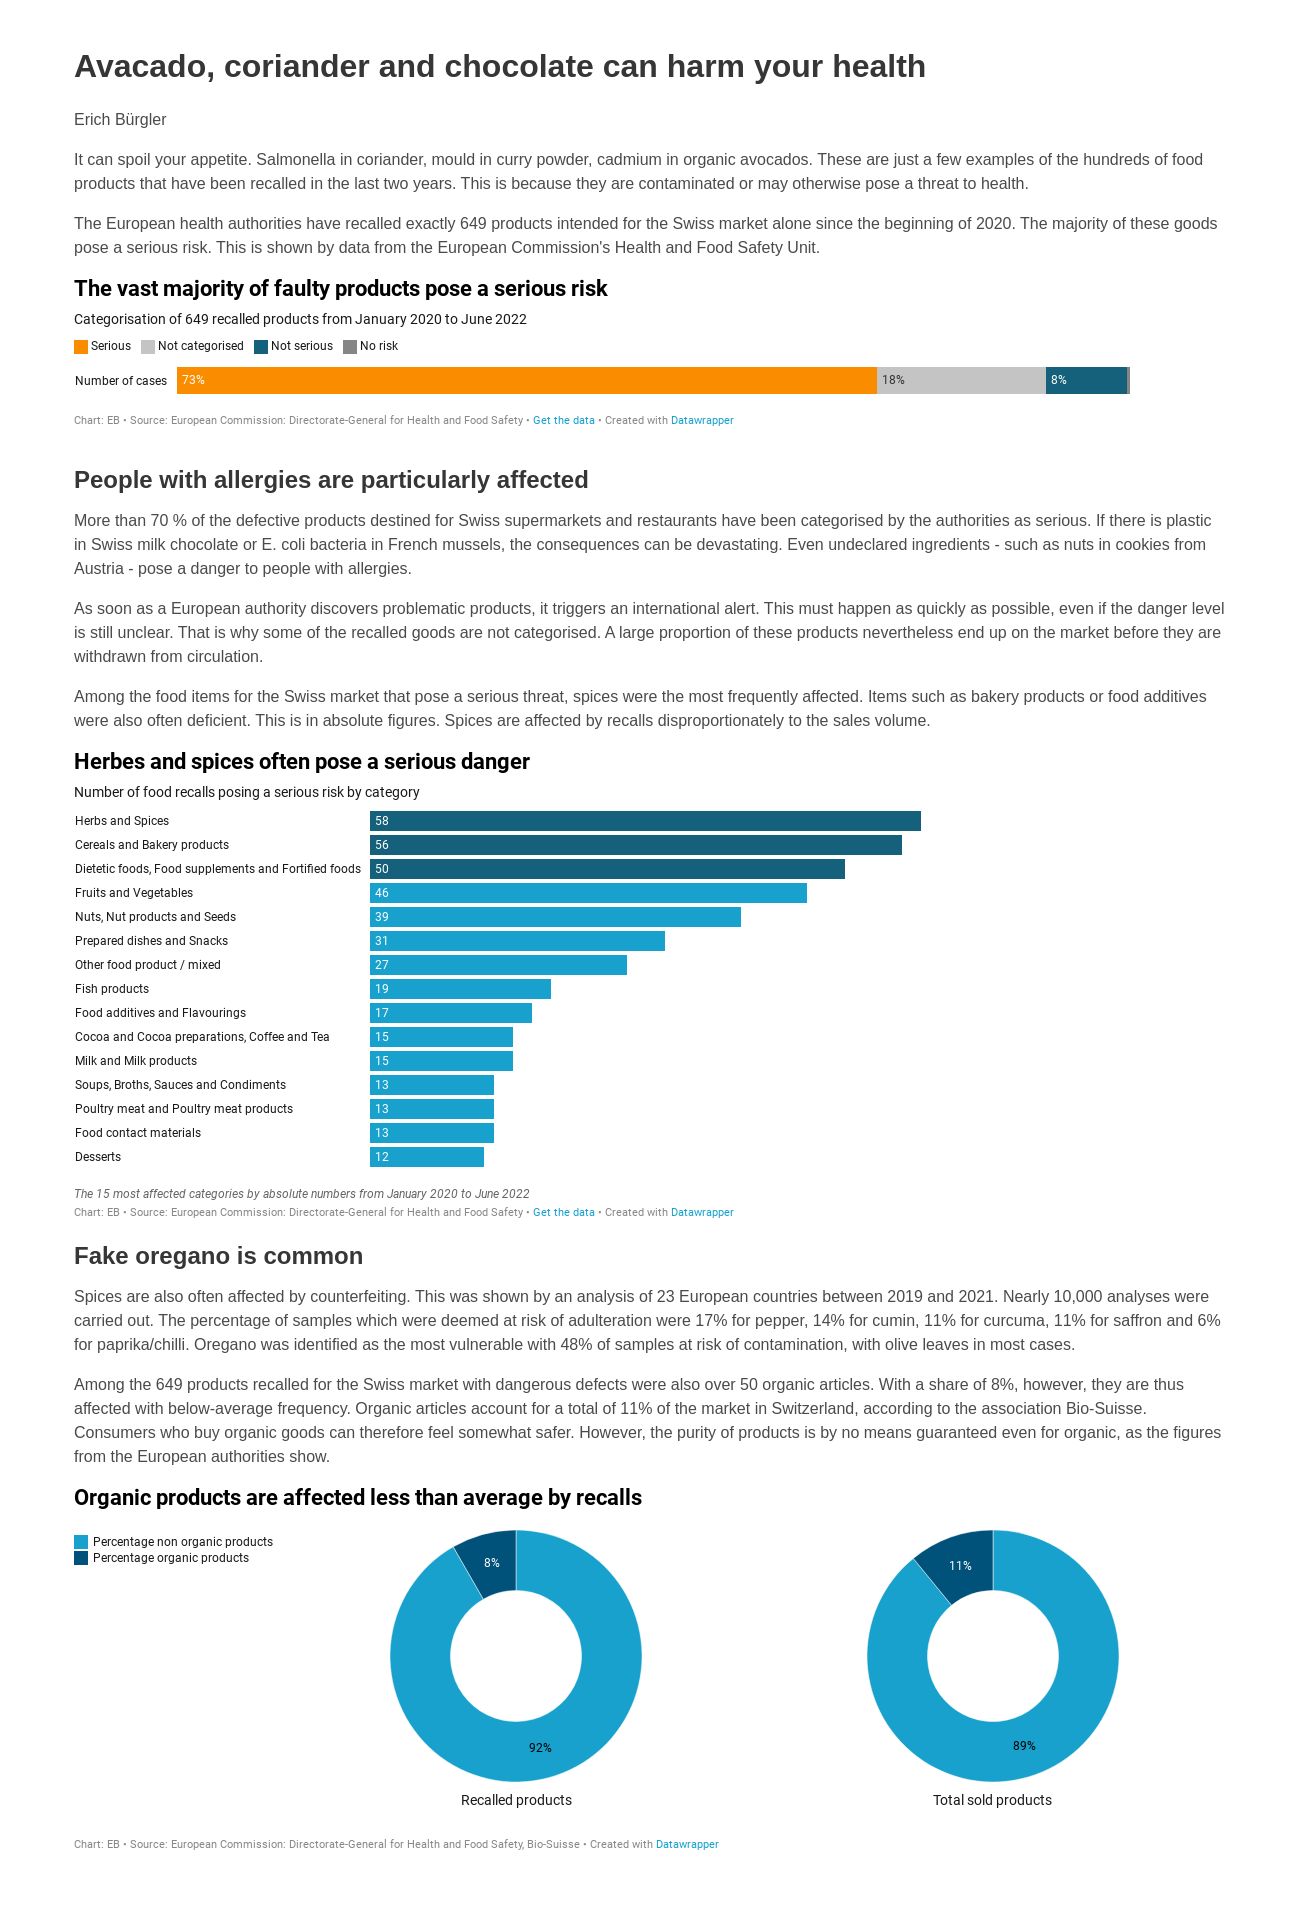 Avacado, coriander and chocolate can harm your health
Erich Bürgler
It can spoil your appetite. Salmonella in coriander, mould in curry powder, cadmium in organic avocados. These are just a few examples of the hundreds of food
products that have been recalled in the last two years. This is because they are contaminated or may otherwise pose a threat to health.
The European health authorities have recalled exactly 649 products intended for the Swiss market alone since the beginning of 2020. The majority of these goods
pose a serious risk. This is shown by data from the European Commission's Health and Food Safety Unit.
The vast majority of faulty products pose a serious risk
Categorisation of 649 recalled products from January 2020 to June 2022
Serious Not categorised Not serious No risk
Number of cases 73% 18% 8%
Chart: EB • Source: European Commission: Directorate-General for Health and Food Safety • Get the data • Created with Datawrapper
People with allergies are particularly affected
More than 70 % of the defective products destined for Swiss supermarkets and restaurants have been categorised by the authorities as serious. If there is plastic
in Swiss milk chocolate or E. coli bacteria in French mussels, the consequences can be devastating. Even undeclared ingredients - such as nuts in cookies from
Austria - pose a danger to people with allergies.
As soon as a European authority discovers problematic products, it triggers an international alert. This must happen as quickly as possible, even if the danger level
is still unclear. That is why some of the recalled goods are not categorised. A large proportion of these products nevertheless end up on the market before they are
withdrawn from circulation.
Among the food items for the Swiss market that pose a serious threat, spices were the most frequently affected. Items such as bakery products or food additives
were also often deficient. This is in absolute figures. Spices are affected by recalls disproportionately to the sales volume.
Herbes and spices often pose a serious danger
Number of food recalls posing a serious risk by category
Herbs and Spices 58
Cereals and Bakery products 56
Dietetic foods, Food supplements and Fortified foods 50
Fruits and Vegetables 46
Nuts, Nut products and Seeds 39
Prepared dishes and Snacks 31
Other food product / mixed 27
Fish products 19
Food additives and Flavourings 17
Cocoa and Cocoa preparations, Coffee and Tea 15
Milk and Milk products 15
Soups, Broths, Sauces and Condiments 13
Poultry meat and Poultry meat products 13
Food contact materials 13
Desserts 12
The 15 most affected categories by absolute numbers from January 2020 to June 2022
Chart: EB • Source: European Commission: Directorate-General for Health and Food Safety • Get the data • Created with Datawrapper
Fake oregano is common
Spices are also often affected by counterfeiting. This was shown by an analysis of 23 European countries between 2019 and 2021. Nearly 10,000 analyses were
carried out. The percentage of samples which were deemed at risk of adulteration were 17% for pepper, 14% for cumin, 11% for curcuma, 11% for saffron and 6%
for paprika/chilli. Oregano was identified as the most vulnerable with 48% of samples at risk of contamination, with olive leaves in most cases.
Among the 649 products recalled for the Swiss market with dangerous defects were also over 50 organic articles. With a share of 8%, however, they are thus
affected with below-average frequency. Organic articles account for a total of 11% of the market in Switzerland, according to the association Bio-Suisse.
Consumers who buy organic goods can therefore feel somewhat safer. However, the purity of products is by no means guaranteed even for organic, as the figures
from the European authorities show.
Organic products are affected less than average by recalls
Percentage non organic products
Percentage organic products
8% 11%
92% 89%
Recalled products Total sold products
Chart: EB • Source: European Commission: Directorate-General for Health and Food Safety, Bio-Suisse • Created with Datawrapper